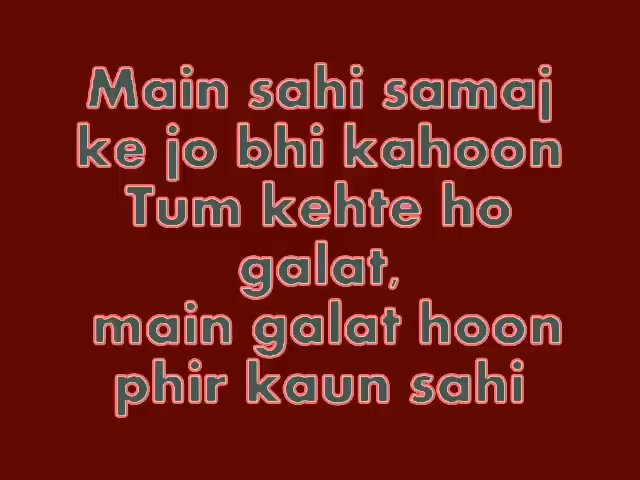 Main sahi samaj
ke jo bhi kahoon
Tum kehte ho
galat,
main galat hoon
phir kaun sahi